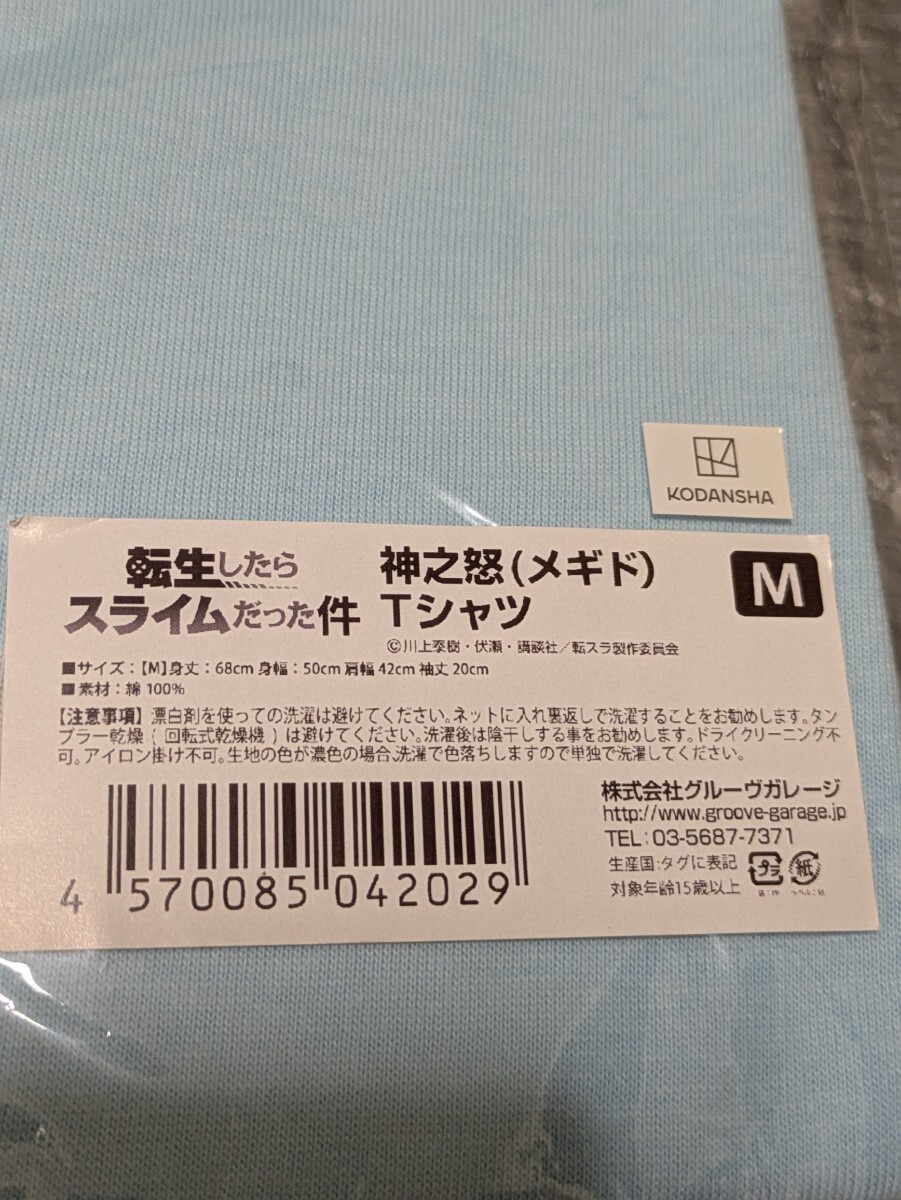 KODANSHA
転生したら
スライムだった件
神之怒(メギド)
Tシャツ
M
©川上泰樹・伏瀬・講談社/転スラ製作委員会
■サイズ:【M】身丈:68cm 身幅:50cm 肩幅 42cm 袖丈 20cm
■素材:綿 100%
【注意事項】漂白剤を使っての洗濯は避けてください。ネットに入れ裏返しで洗濯することをお勧めします。タン
ブラー乾燥(回転式乾燥機)は避けてください。洗濯後は陰干しする事をお勧めします。ドライクリーニング不
可。アイロン掛け不可。生地の色が濃色の場合、洗濯で色落ちしますので単独で洗濯してください。
株式会社グルーヴガレージ
http://www.groove-garage.jp
TEL:03-5687-7371
生産国:タグに表記
対象年齢15歳以上
プラ
紙
4 570085 042029